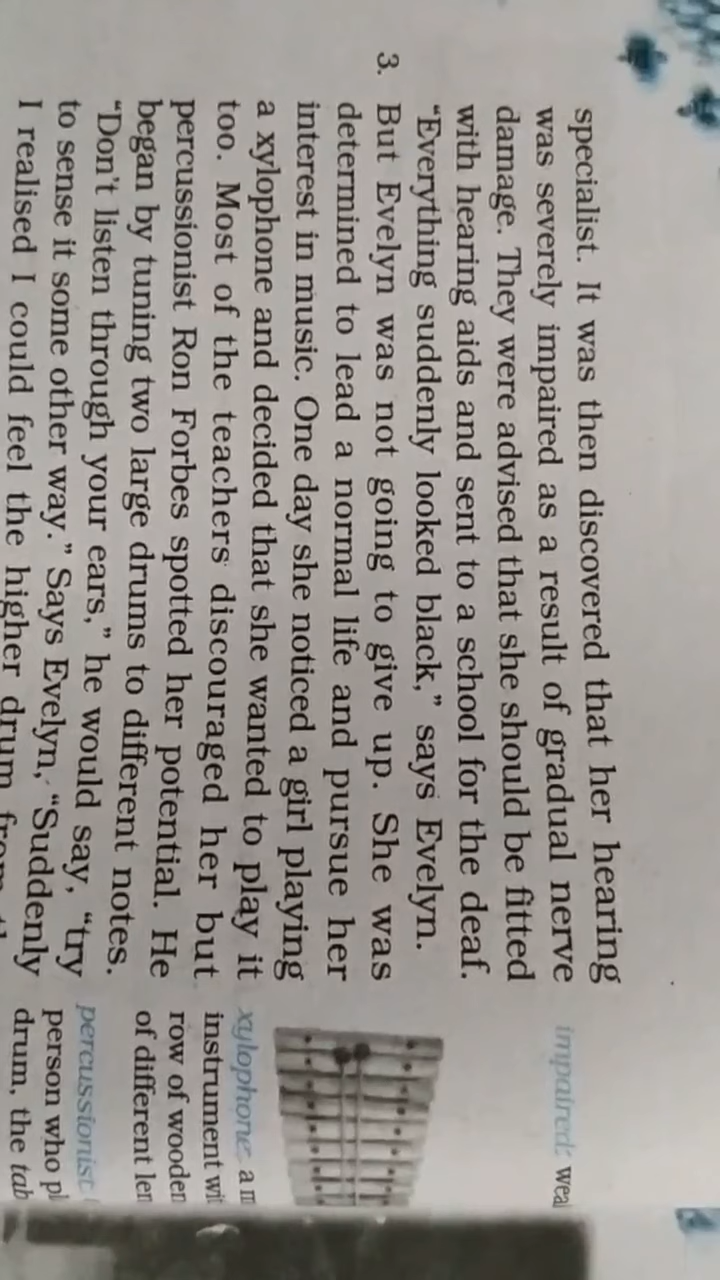 specialist. It was then discovered that her hearing
was severely impaired as a result of gradual nerve
damage. They were advised that she should be fitted
with hearing aids and sent to a school for the deaf.
“Everything suddenly looked black,” says Evelyn.
3. But Evelyn was not going to give up. She was
determined to lead a normal life and pursue her
interest in music. One day she noticed a girl playing
a xylophone and decided that she wanted to play it
too. Most of the teachers discouraged her but
percussionist Ron Forbes spotted her potential. He
began by tuning two large drums to different notes.
“Don't listen through your ears,” he would say, “try
to sense it some other way.” Says Evelyn, “Suddenly
I realised I could feel the higher drum from
impaired:
xylophone: a
instrument
row of wooden
of different
percussionist
person who
drum, the